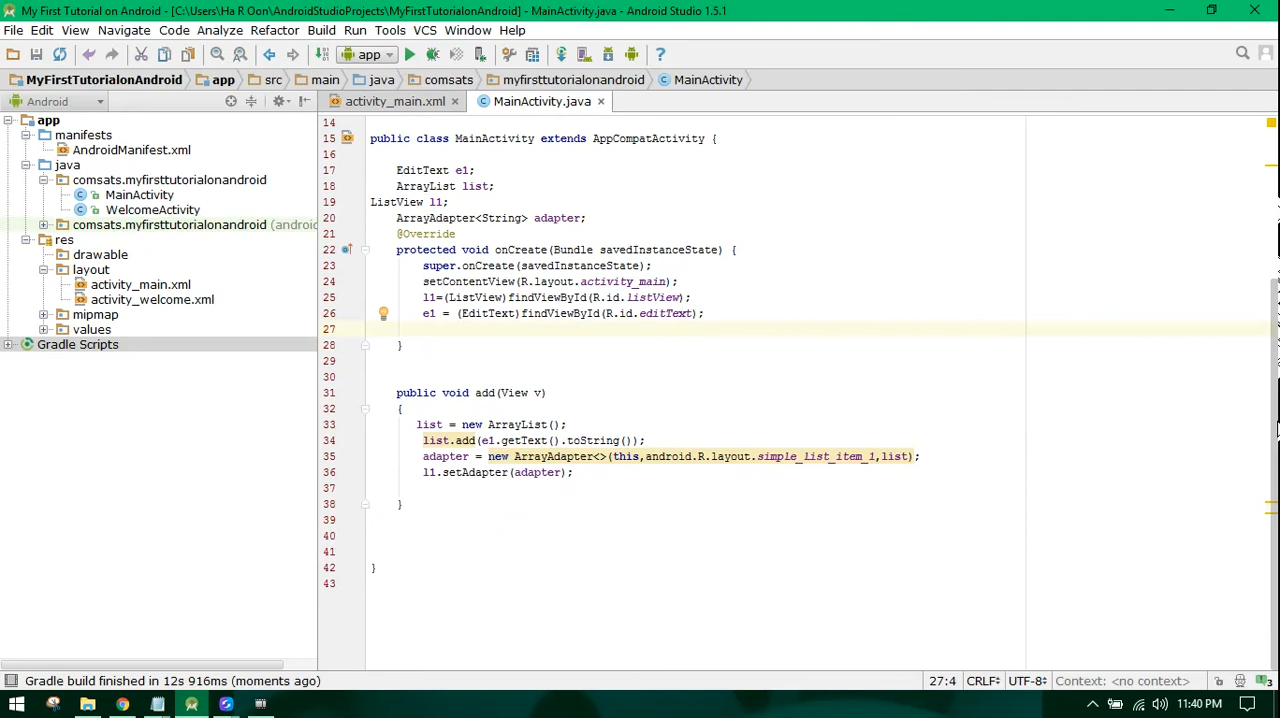 My First Tutorial on Android - [C:\Users\Ha R Oon\AndroidStudioProjects\MyFirstTutorialonAndroid] - MainActivity.java - Android Studio 1.5.1
File Edit View Navigate Code Analyze Refactor Build Run Tools VCS Window Help
app
MyFirstTutorialonAndroid app src main java comsats myfirsttutorialonandroid MainActivity
Android activity_main.xml MainActivity.java
app
manifests
AndroidManifest.xml
java
comsats.myfirsttutorialonandroid
MainActivity
WelcomeActivity
comsats.myfirsttutorialonandroid (android
res
drawable
layout
activity_main.xml
activity_welcome.xml
mipmap
values
Gradle Scripts
14
15 public class MainActivity extends AppCompatActivity {
16
17 EditText e1;
18 ArrayList list;
19 ListView l1;
20 ArrayAdapter<String> adapter;
21 @Override
22 protected void onCreate(Bundle savedInstanceState) {
23 super.onCreate(savedInstanceState);
24 setContentView(R.layout.activity_main);
25 l1=(ListView)findViewById(R.id.listView);
26 e1 = (EditText)findViewById(R.id.editText);
27
28 }
29
30
31 public void add(View v)
32 {
33 list = new ArrayList();
34 list.add(e1.getText().toString());
35 adapter = new ArrayAdapter<>(this,android.R.layout.simple_list_item_1,list);
36 l1.setAdapter(adapter);
37
38 }
39
40
41
42 }
43
Gradle build finished in 12s 916ms (moments ago) 27:4 CRLF UTF-8 Context: <no context> 3
11:40 PM